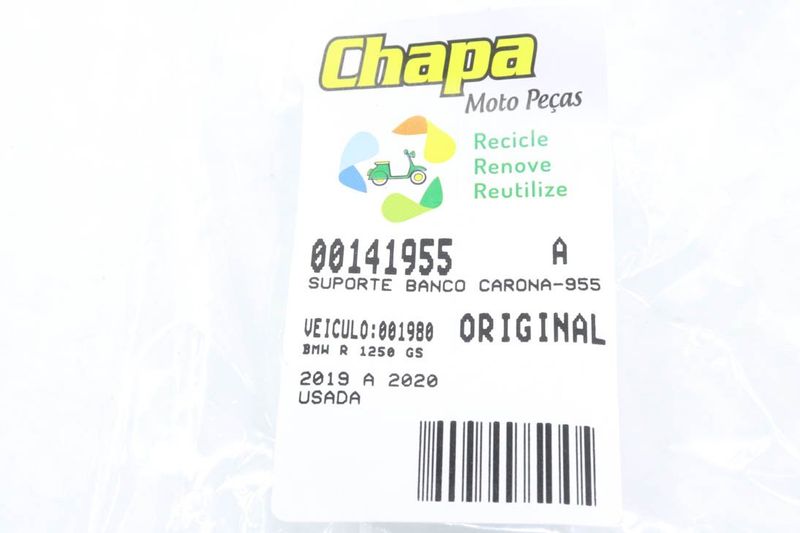 Chapa
Moto Peças
Recicle
Renove
Reutilize
00141955 A
SUPORTE BANCO CARONA-955
VEICULO:001980 ORIGINAL
BMW R 1250 GS
2019 A 2020
USADA